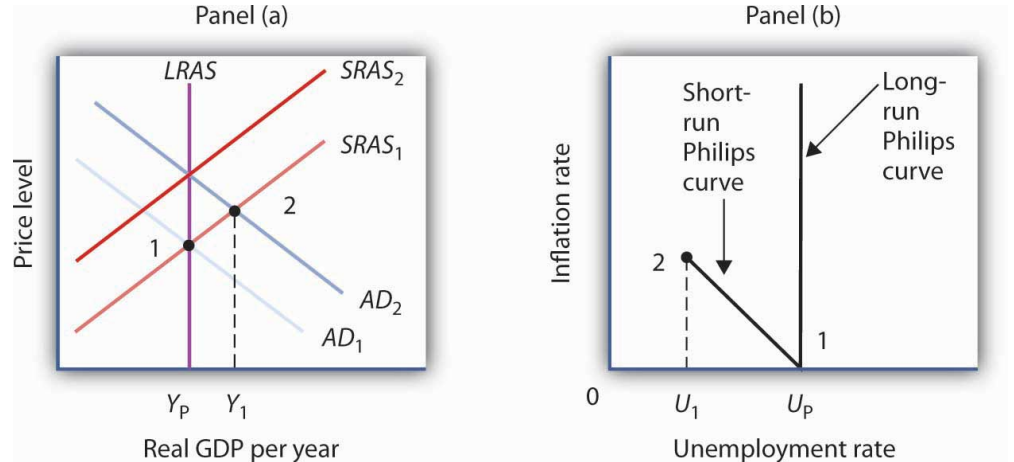 Panel (a)
Price level
LRAS
SRAS2
SRAS1
2
1
AD2
AD1
YP
Y1
Real GDP per year
Panel (b)
Inflation rate
Short-
run
Philips
curve
Long-
run
Philips
curve
2
1
0
U1
UP
Unemployment rate